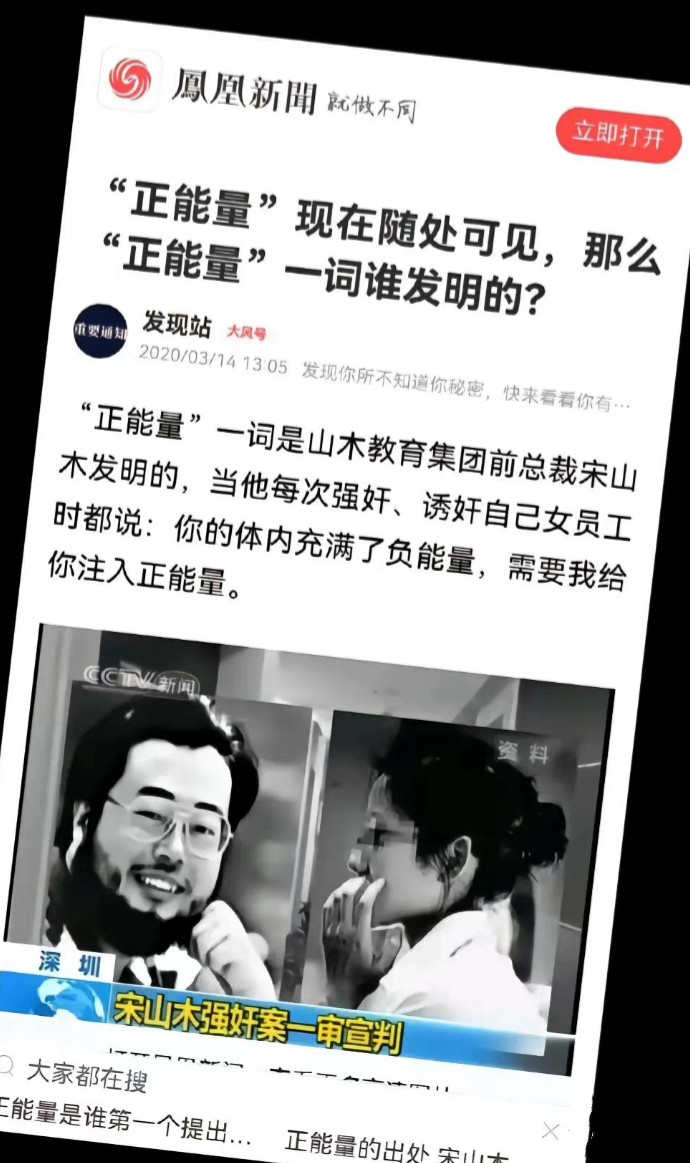 鳳凰新聞 就做不同
立即打开
“正能量”现在随处可见，那么
“正能量”一词谁发明的？
重要通知
发现站 大风号
2020/03/14 13:05 发现你所不知道你秘密，快来看看你有…
“正能量”一词是山木教育集团前总裁宋山
木发明的，当他每次强奸、诱奸自己女员工
时都说：你的体内充满了负能量，需要我给
你注入正能量。
CCTV 新闻
资料
深圳
宋山木强奸案一审宣判
大家都在搜
正能量是谁第一个提出...
正能量的出处 宋山木